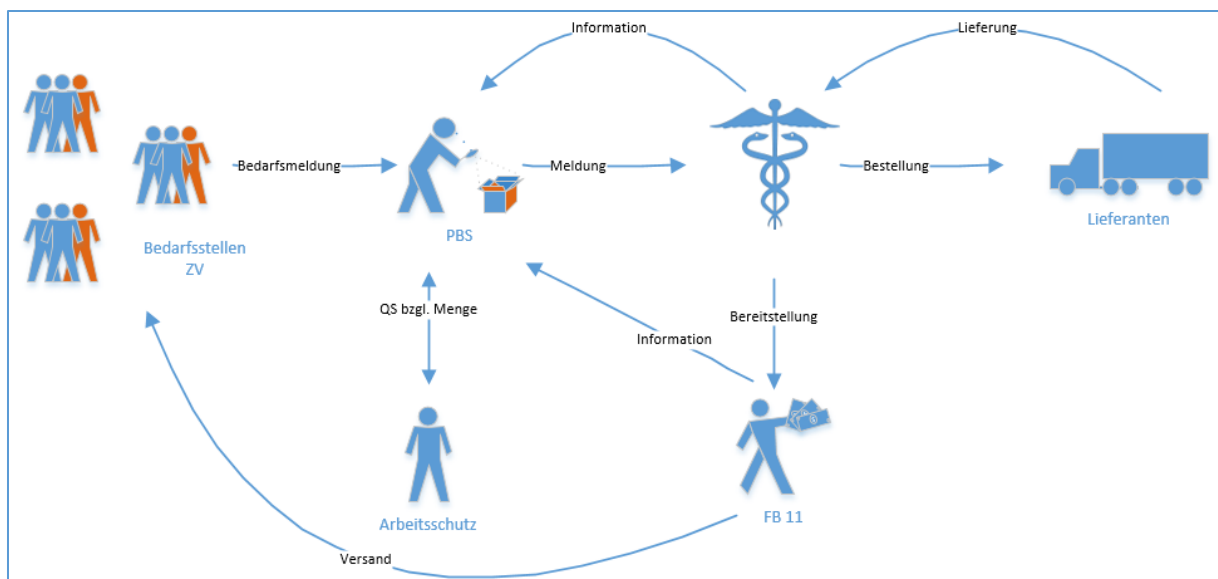 Information
Lieferung
Bedarfsmeldung
Meldung
Bestellung
Lieferanten
PBS
Bedarfsstellen
ZV
QS bzgl. Menge
Bereitstellung
Information
Arbeitsschutz
FB 11
Versand